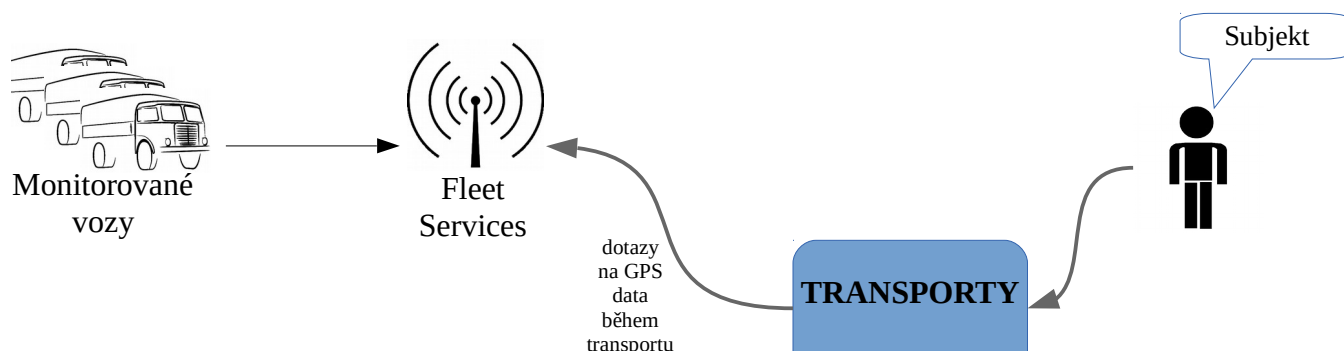 Monitorované
vozy
Fleet
Services
dotazy
na GPS
data
během
transportu
TRANSPORTY
Subjekt